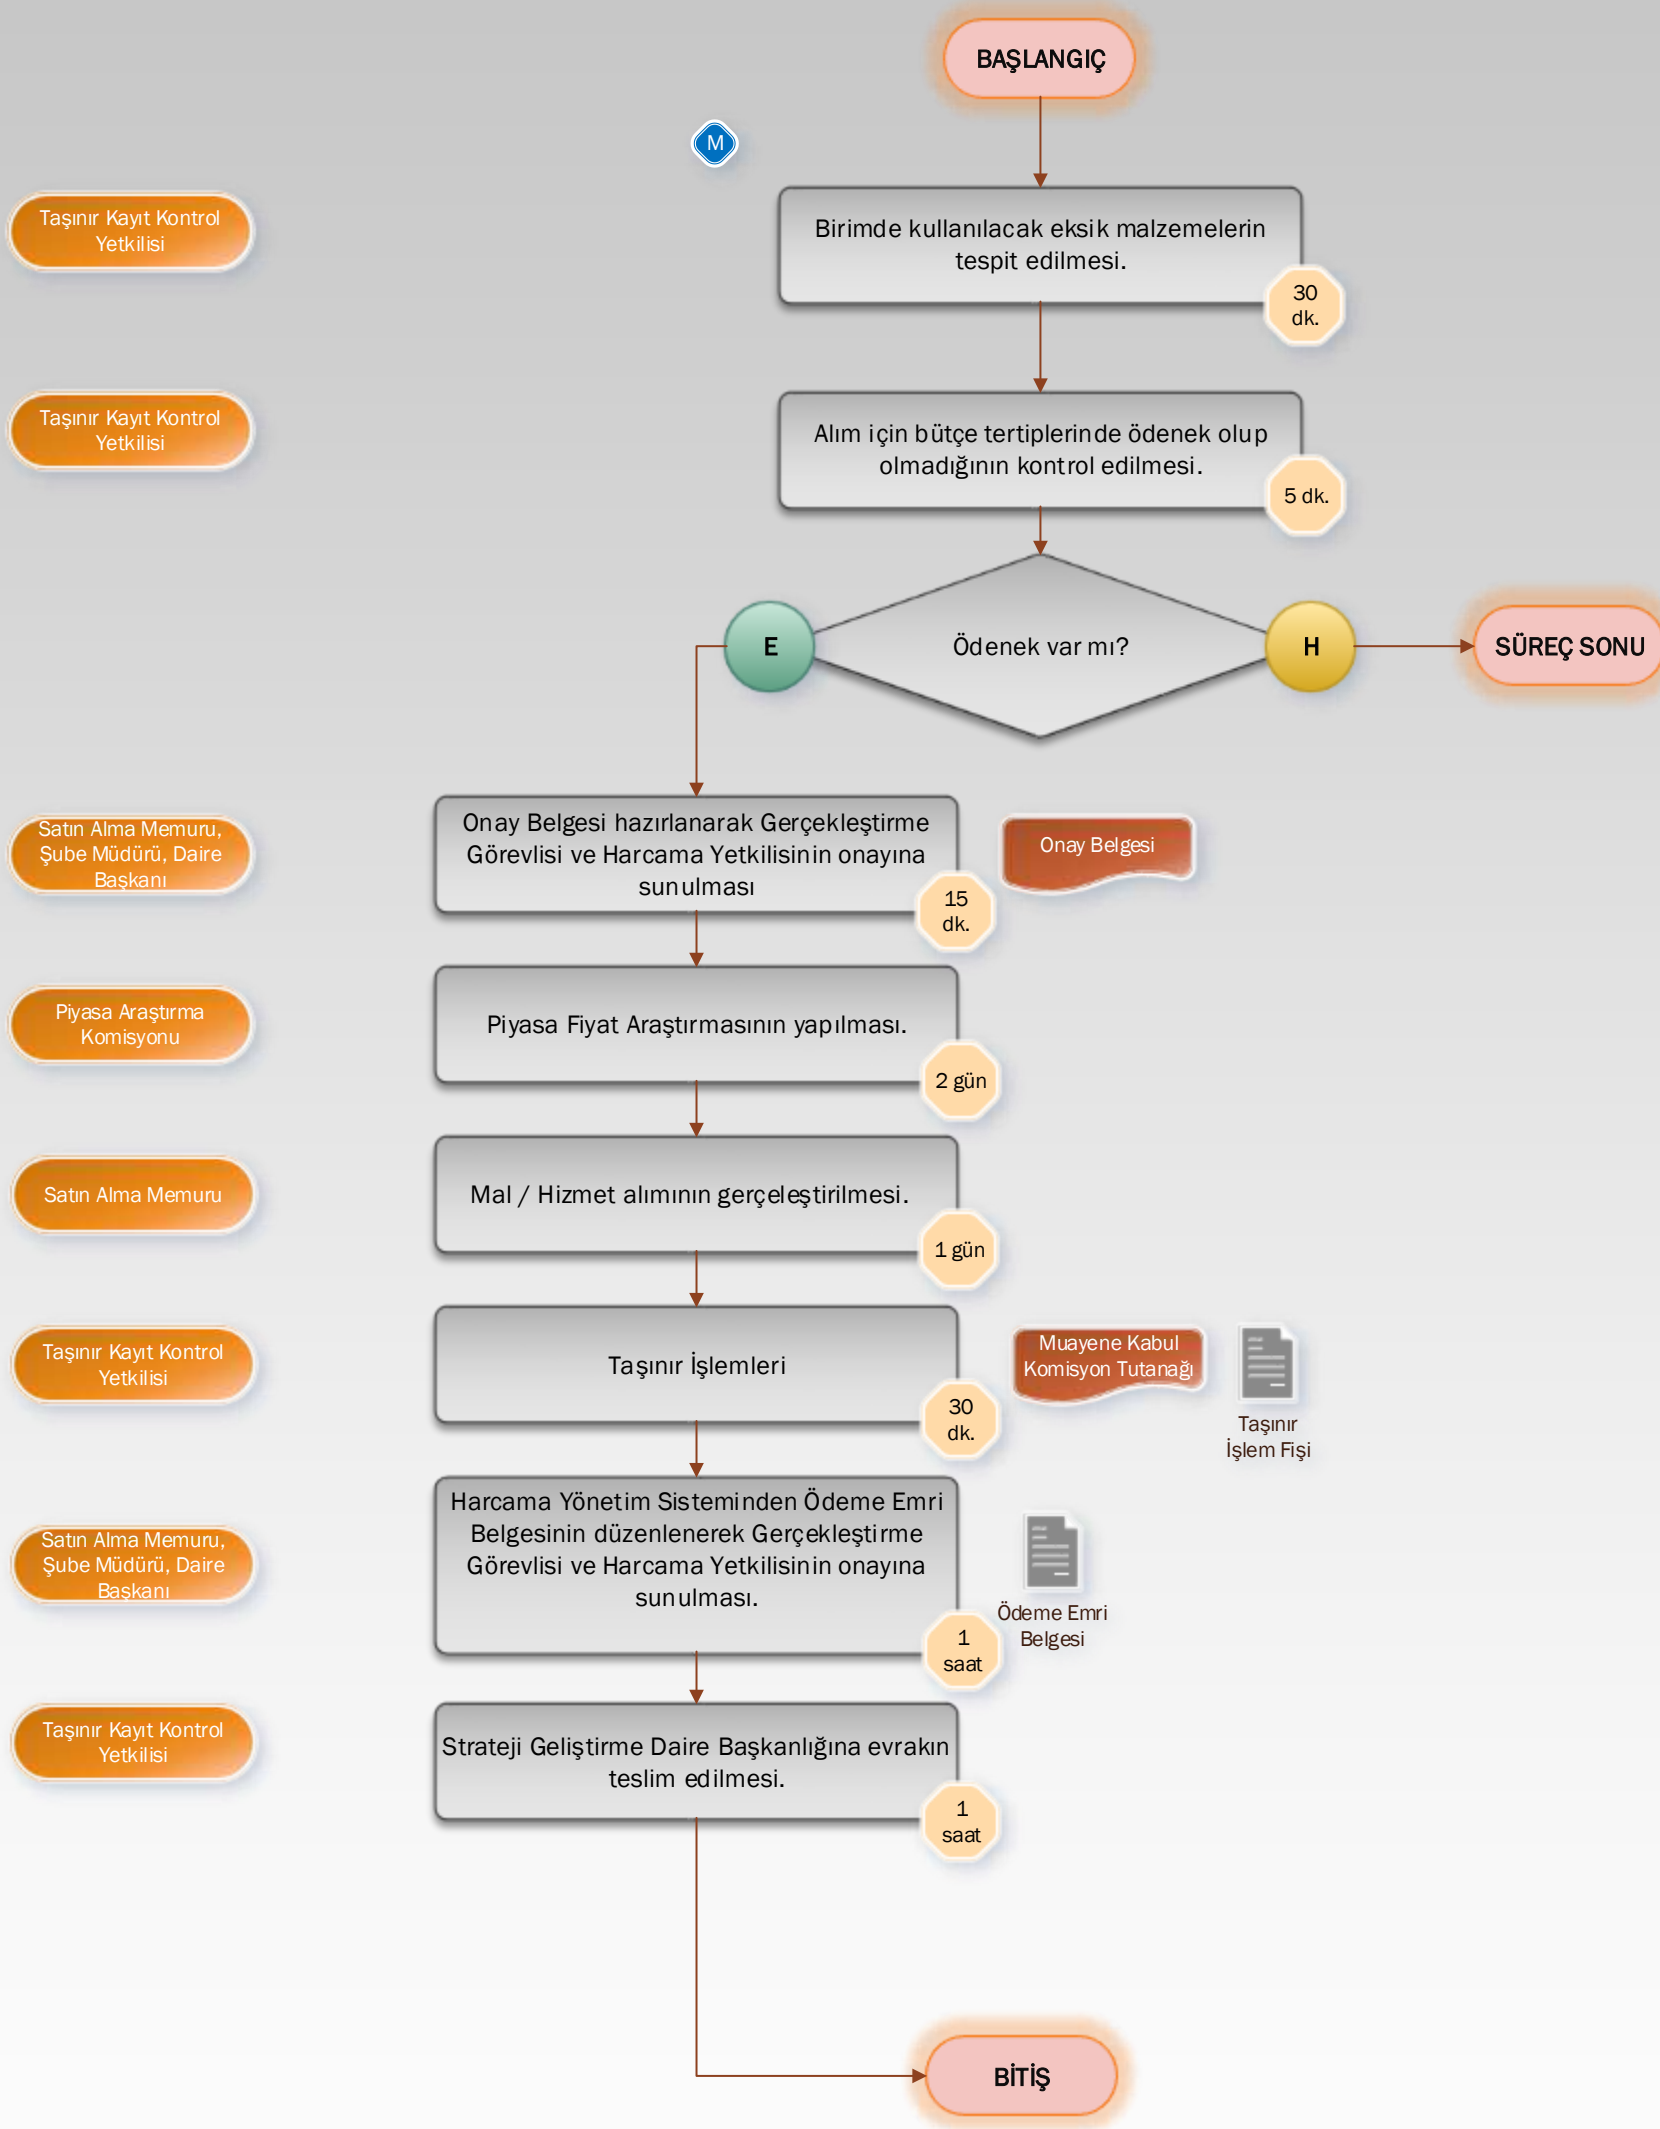 BAŞLANGIÇ
M
Taşınır Kayıt Kontrol
Yetkilisi
Birimde kullanılacak eksik malzemelerin
tespit edilmesi.
30
dk.
Taşınır Kayıt Kontrol
Yetkilisi
Alım için bütçe tertiplerinde ödenek olup
olmadığının kontrol edilmesi.
5 dk.
E
Ödenek var mı?
H
SÜREÇ SONU
Satın Alma Memuru,
Şube Müdürü, Daire
Başkanı
Onay Belgesi hazırlanarak Gerçekleştirme
Görevlisi ve Harcama Yetkilisinin onayına
sunulması
15
dk.
Onay Belgesi
Piyasa Araştırma
Komisyonu
Piyasa Fiyat Araştırmasının yapılması.
2 gün
Satın Alma Memuru
Mal / Hizmet alımının gerçeleştirilmesi.
1 gün
Taşınır Kayıt Kontrol
Yetkilisi
Taşınır İşlemleri
30
dk.
Muayene Kabul
Komisyon Tutanağı
Taşınır
İşlem Fişi
Satın Alma Memuru,
Şube Müdürü, Daire
Başkanı
Harcama Yönetim Sisteminden Ödeme Emri
Belgesinin düzenlenerek Gerçekleştirme
Görevlisi ve Harcama Yetkilisinin onayına
sunulması.
1
saat
Ödeme Emri
Belgesi
Taşınır Kayıt Kontrol
Yetkilisi
Strateji Geliştirme Daire Başkanlığına evrakın
teslim edilmesi.
1
saat
BİTİŞ